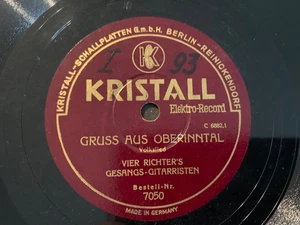 KRISTALL-SCHALLPLATTEN G.m.b.H. BERLIN-REINICKENDORF
K
I 93
KRISTALL
Elektro-Record
C 6862,1
GRUSS AUS OBERINNTAL
Volkslied
VIER RICHTER'S
GESANGS-GITARRISTEN
Bestell-Nr.
7050
MADE IN GERMANY